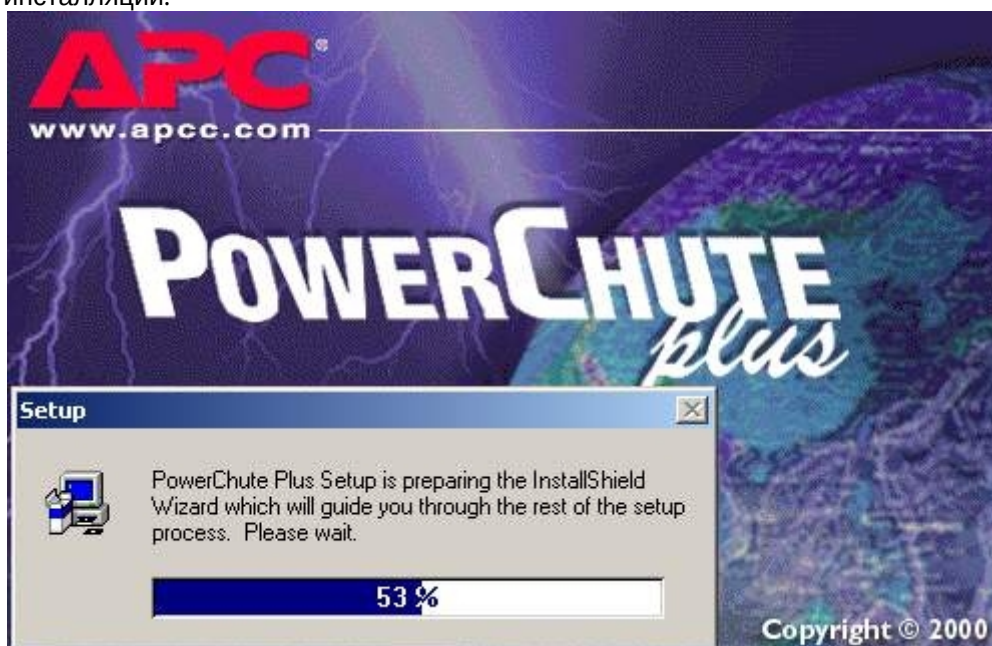 инсталляции.
APC®
www.apcc.com
POWERCHUTE
plus
Setup
PowerChute Plus Setup is preparing the InstallShield
Wizard which will guide you through the rest of the setup
process. Please wait.
53 %
Copyright © 2000